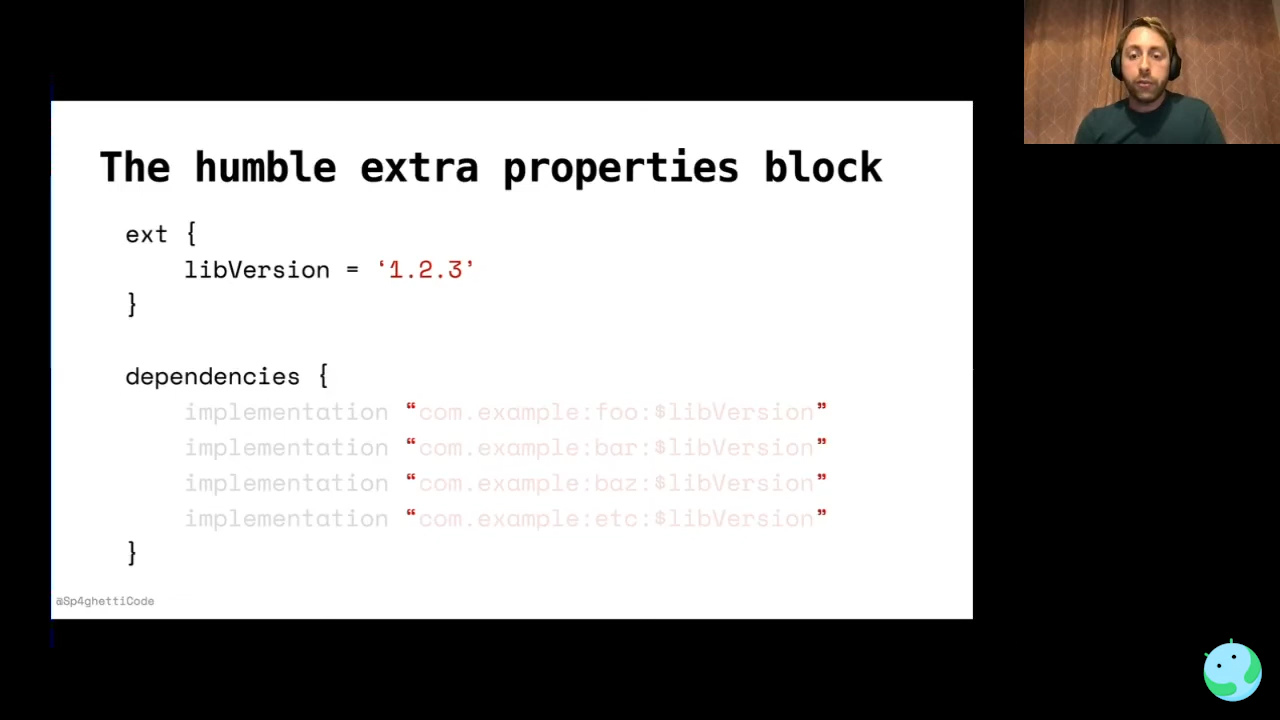 The humble extra properties block
ext {
libVersion = ‘1.2.3’
}
dependencies {
implementation “com.example:foo:$libVersion”
implementation “com.example:bar:$libVersion”
implementation “com.example:baz:$libVersion”
implementation “com.example:etc:$libVersion”
}
@Sp4ghettiCode